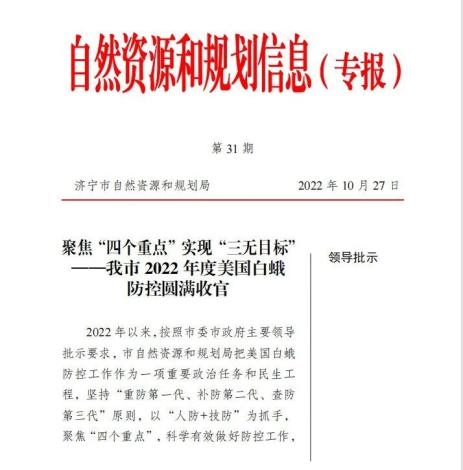 自然资源和规划信息（专报）
第 31 期
济宁市自然资源和规划局 2022 年 10 月 27 日
聚焦“四个重点”实现“三无目标”
——我市 2022 年度美国白蛾
防控圆满收官
领导批示
2022 年以来，按照市委市政府主要领导
批示要求，市自然资源和规划局把美国白蛾
防控工作作为一项重要政治任务和民生工
程，坚持“重防第一代、补防第二代、查防
第三代”原则，以“人防+技防”为抓手，
聚焦“四个重点”，科学有效做好防控工作，